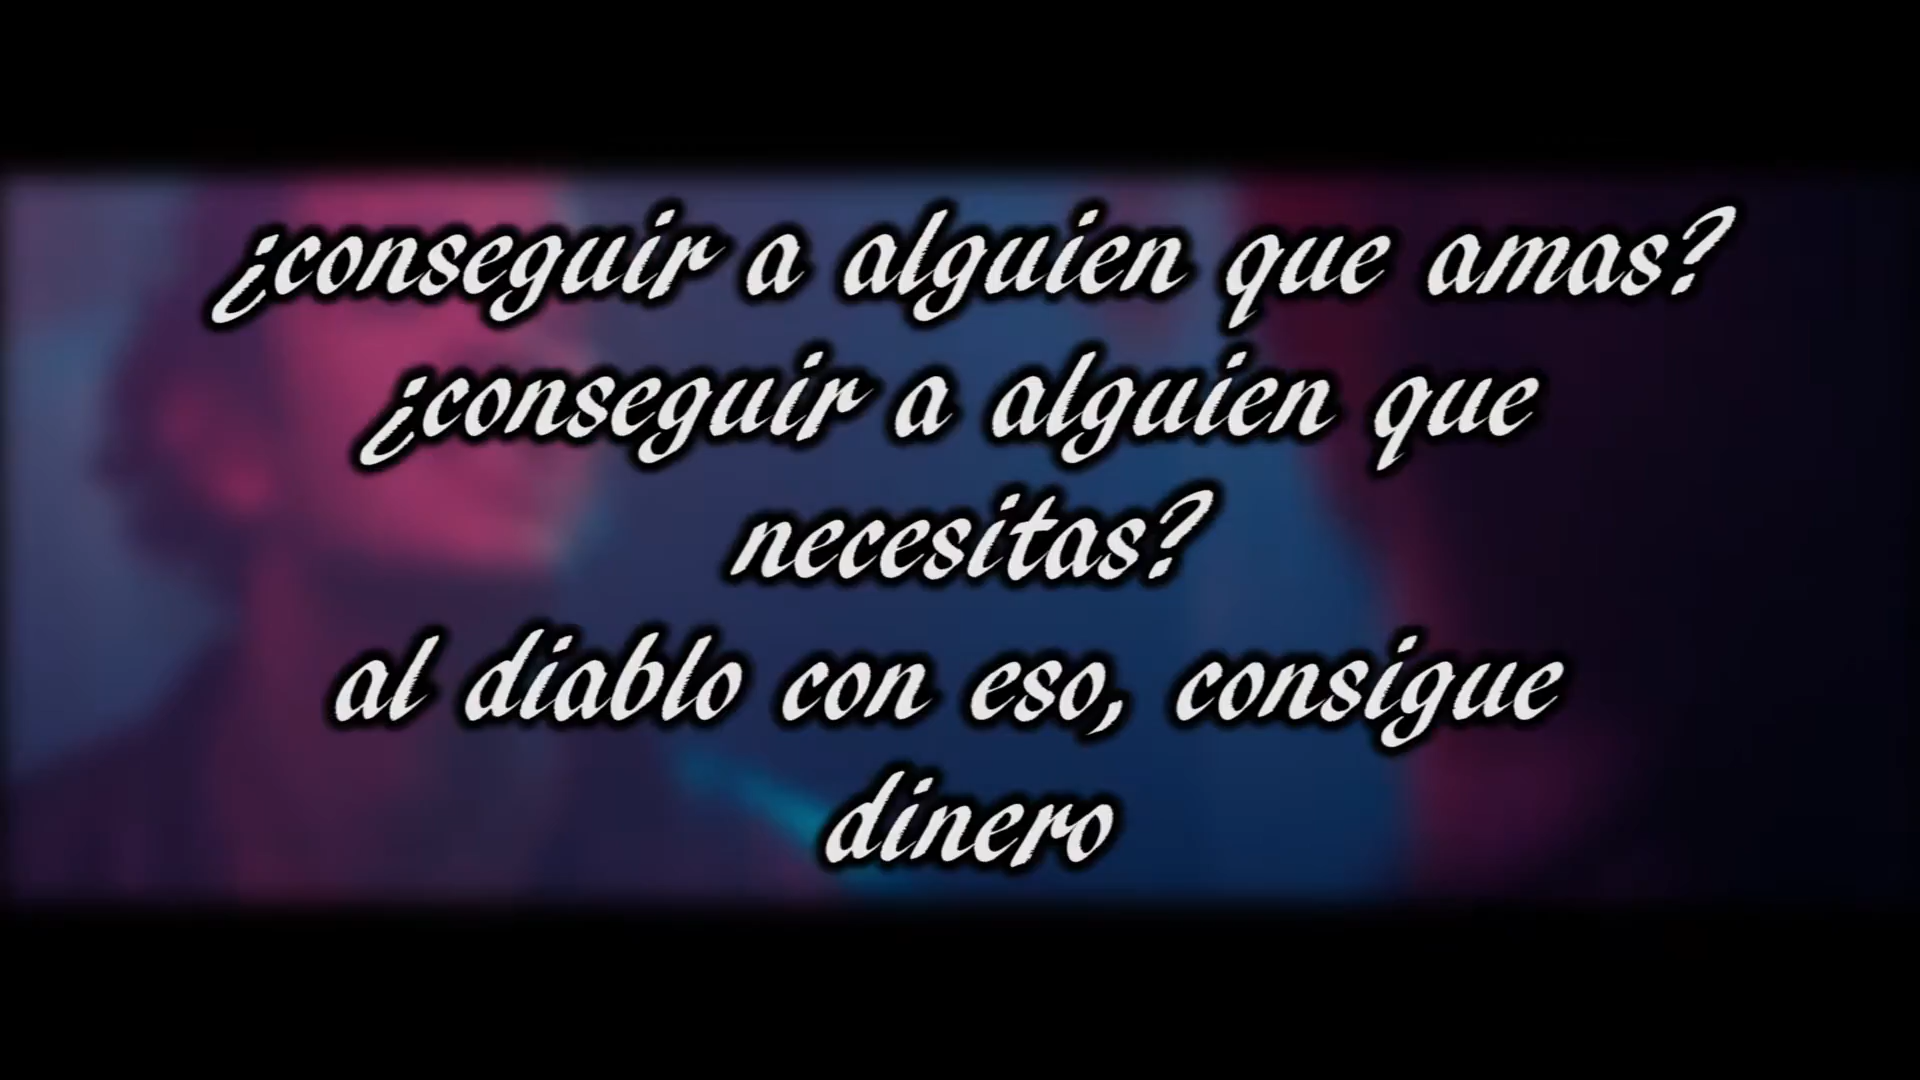 ¿conseguir a alguien que amas?
¿conseguir a alguien que
necesitas?
al diablo con eso, consigue
dinero